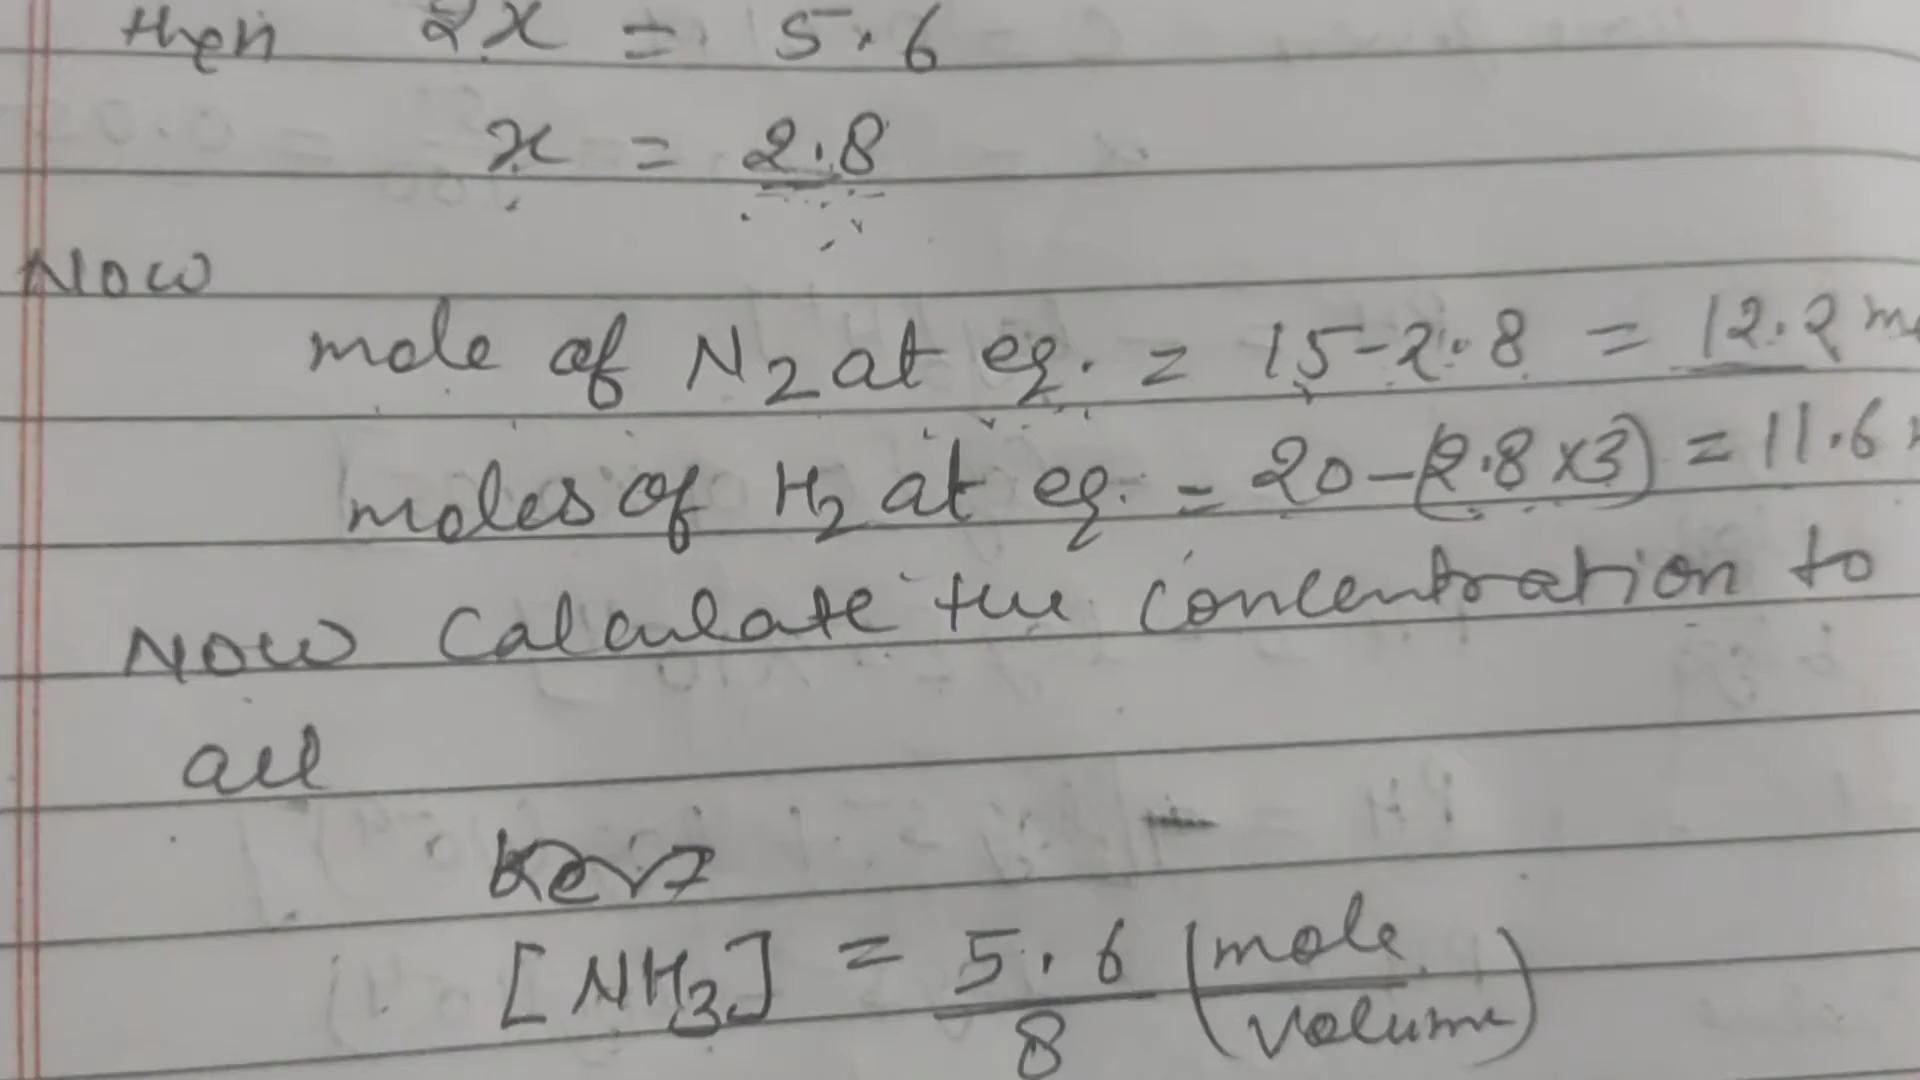 then 2x = 5.6
x = 2.8
Now
mole of N2 at eq. = 15-2.8 = 12.2
moles of H2 at eq. = 20-(2.8x3) = 11.6
Now calculate the concentration to
all
[NH3] = 5.6/8 (mole/volume)